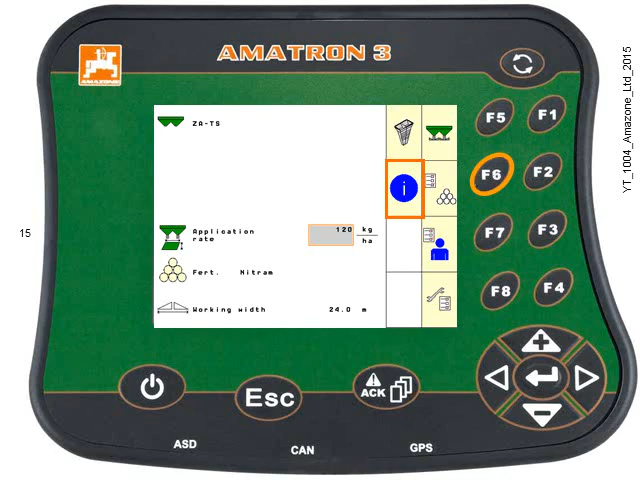 AMATRON 3
AMAZONE
ZA-TS
i
Application
rate
120
kg
ha
Fert. Nitram
Working width 24.0 m
F5
F1
F6
F2
F7
F3
F8
F4
Esc
ACK
ASD
CAN
GPS
15
YT_1004_Amazone_Ltd_2015